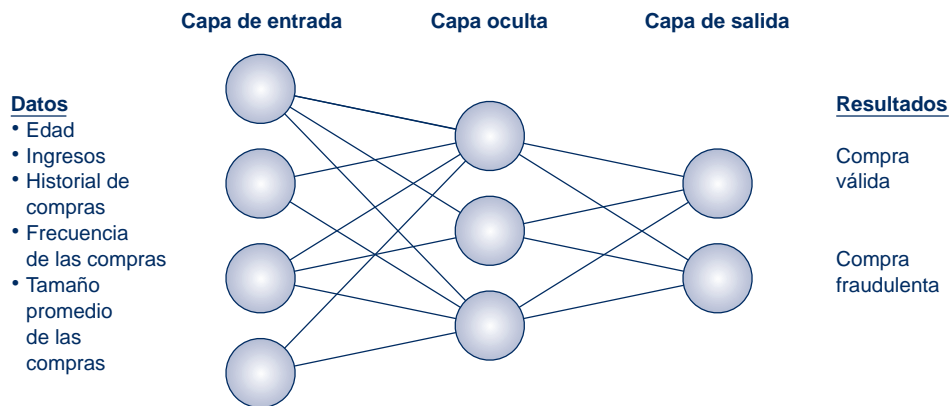 Capa de entrada
Capa oculta
Capa de salida
Datos
• Edad
• Ingresos
• Historial de
compras
• Frecuencia
de las compras
• Tamaño
promedio
de las
compras
Resultados
Compra
válida
Compra
fraudulenta